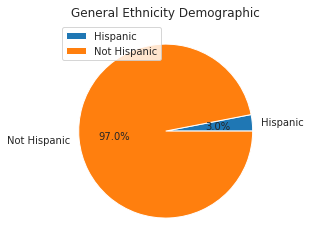 General Ethnicity Demographic
Hispanic
Not Hispanic
Hispanic
3.0%
97.0%
Not Hispanic